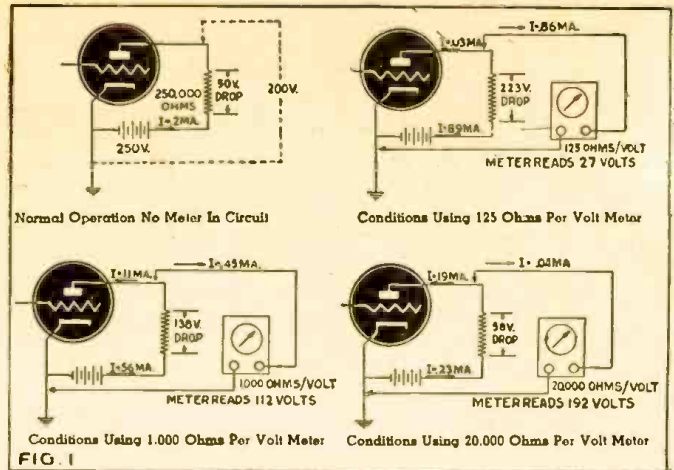 250,000
OHMS
50V.
DROP
200V.
I=.2MA.
250V.
Normal Operation No Meter In Circuit
I=.86MA.
I=.03MA.
223V.
DROP
I=.89MA.
125 OHMS/VOLT
METER READS 27 VOLTS
Conditions Using 125 Ohms Per Volt Meter
I=.45MA.
I=.11MA.
138V.
DROP
I=.56MA.
1,000 OHMS/VOLT
METER READS 112 VOLTS
Conditions Using 1.000 Ohms Per Volt Meter
I=.04MA
I=.19MA.
58V.
DROP
I=.23MA.
20,000 OHMS/VOLT
METER READS 192 VOLTS
Conditions Using 20.000 Ohms Per Volt Meter
FIG. 1